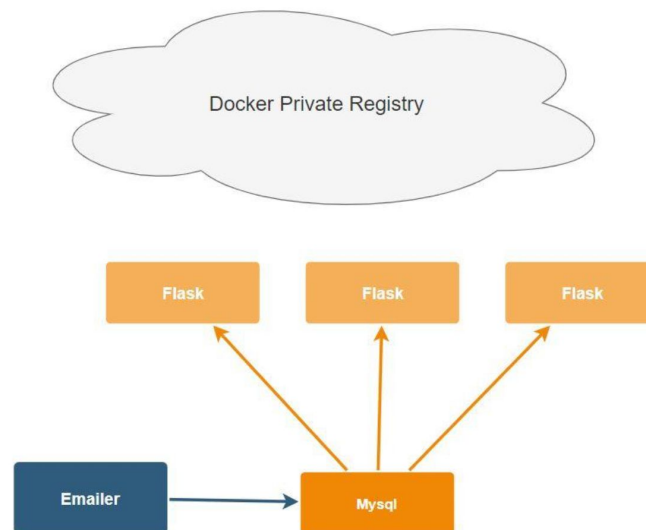 Docker Private Registry
Flask
Flask
Flask
Emailer
Mysql